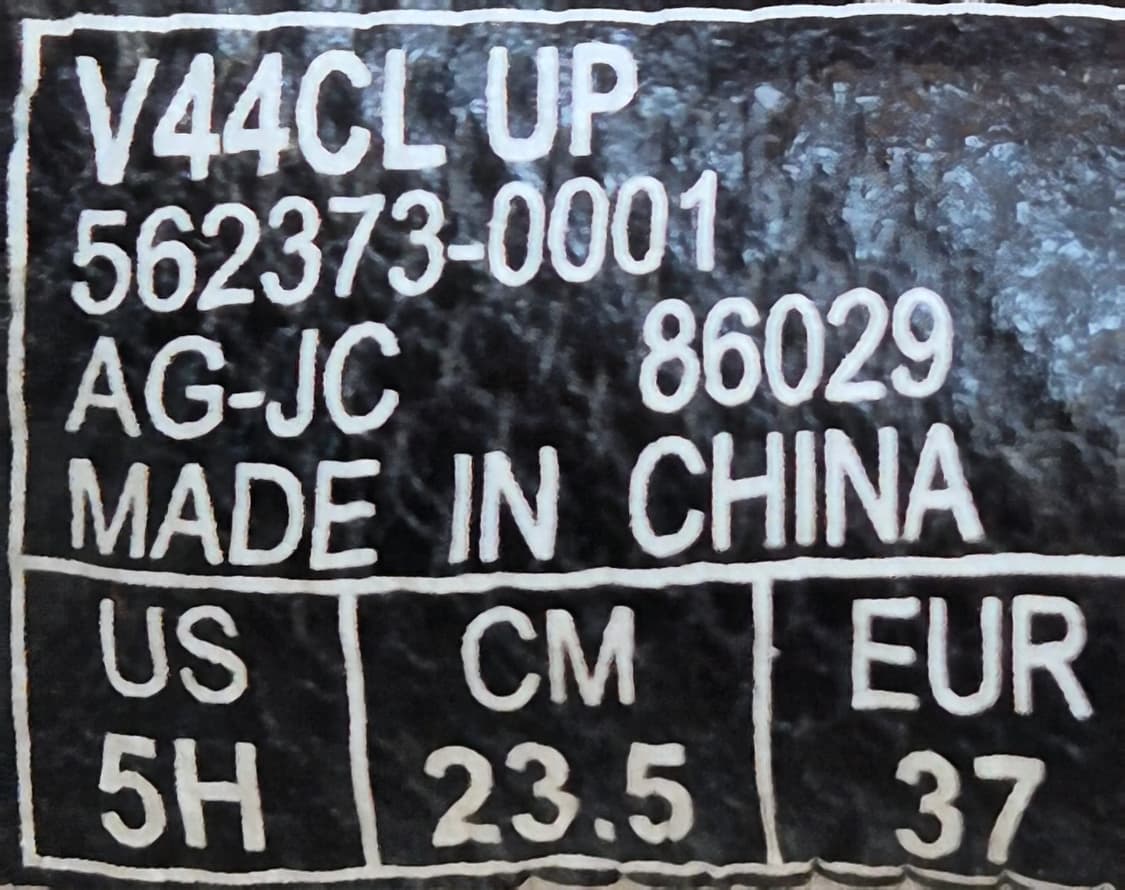 V44CL UP
562373-0001
AG-JC 86029
MADE IN CHINA
US CM EUR
5H 23.5 37